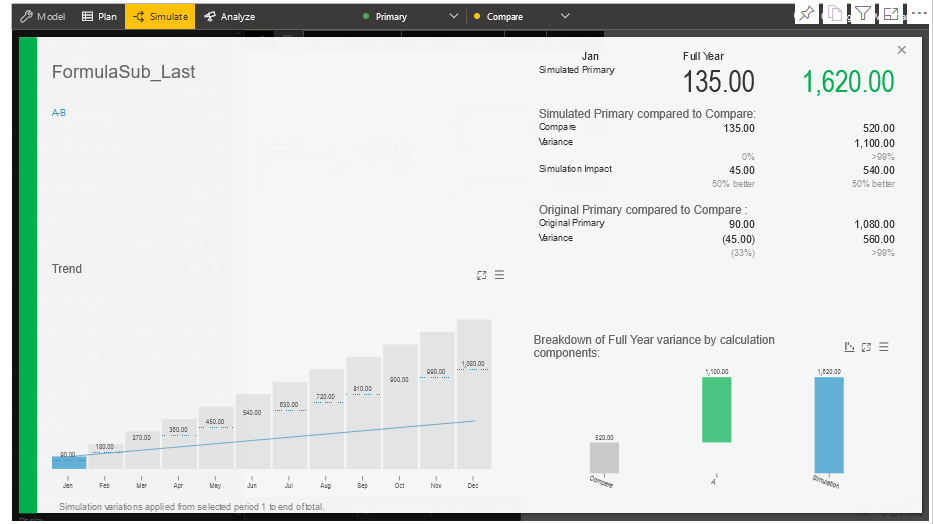 Model Plan Simulate Analyze Primary Compare
FormulaSub_Last
A-B
Jan Full Year
Simulated Primary 135.00 1,620.00
Simulated Primary compared to Compare:
Compare 135.00 520.00
Variance 1,100.00
0% >99%
Simulation Impact 45.00 540.00
50% better 50% better
Original Primary compared to Compare :
Original Primary 90.00 1,080.00
Variance (45.00) 560.00
(33%) >99%
Trend
90.00 180.00 270.00 360.00 450.00 540.00 630.00 720.00 810.00 900.00 990.00 1,080.00
Jan Feb Mar Apr May Jun Jul Aug Sep Oct Nov Dec
Simulation variations applied from selected period 1 to end of total.
Breakdown of Full Year variance by calculation
components:
520.00 1,100.00 1,620.00
Compare A Simulation